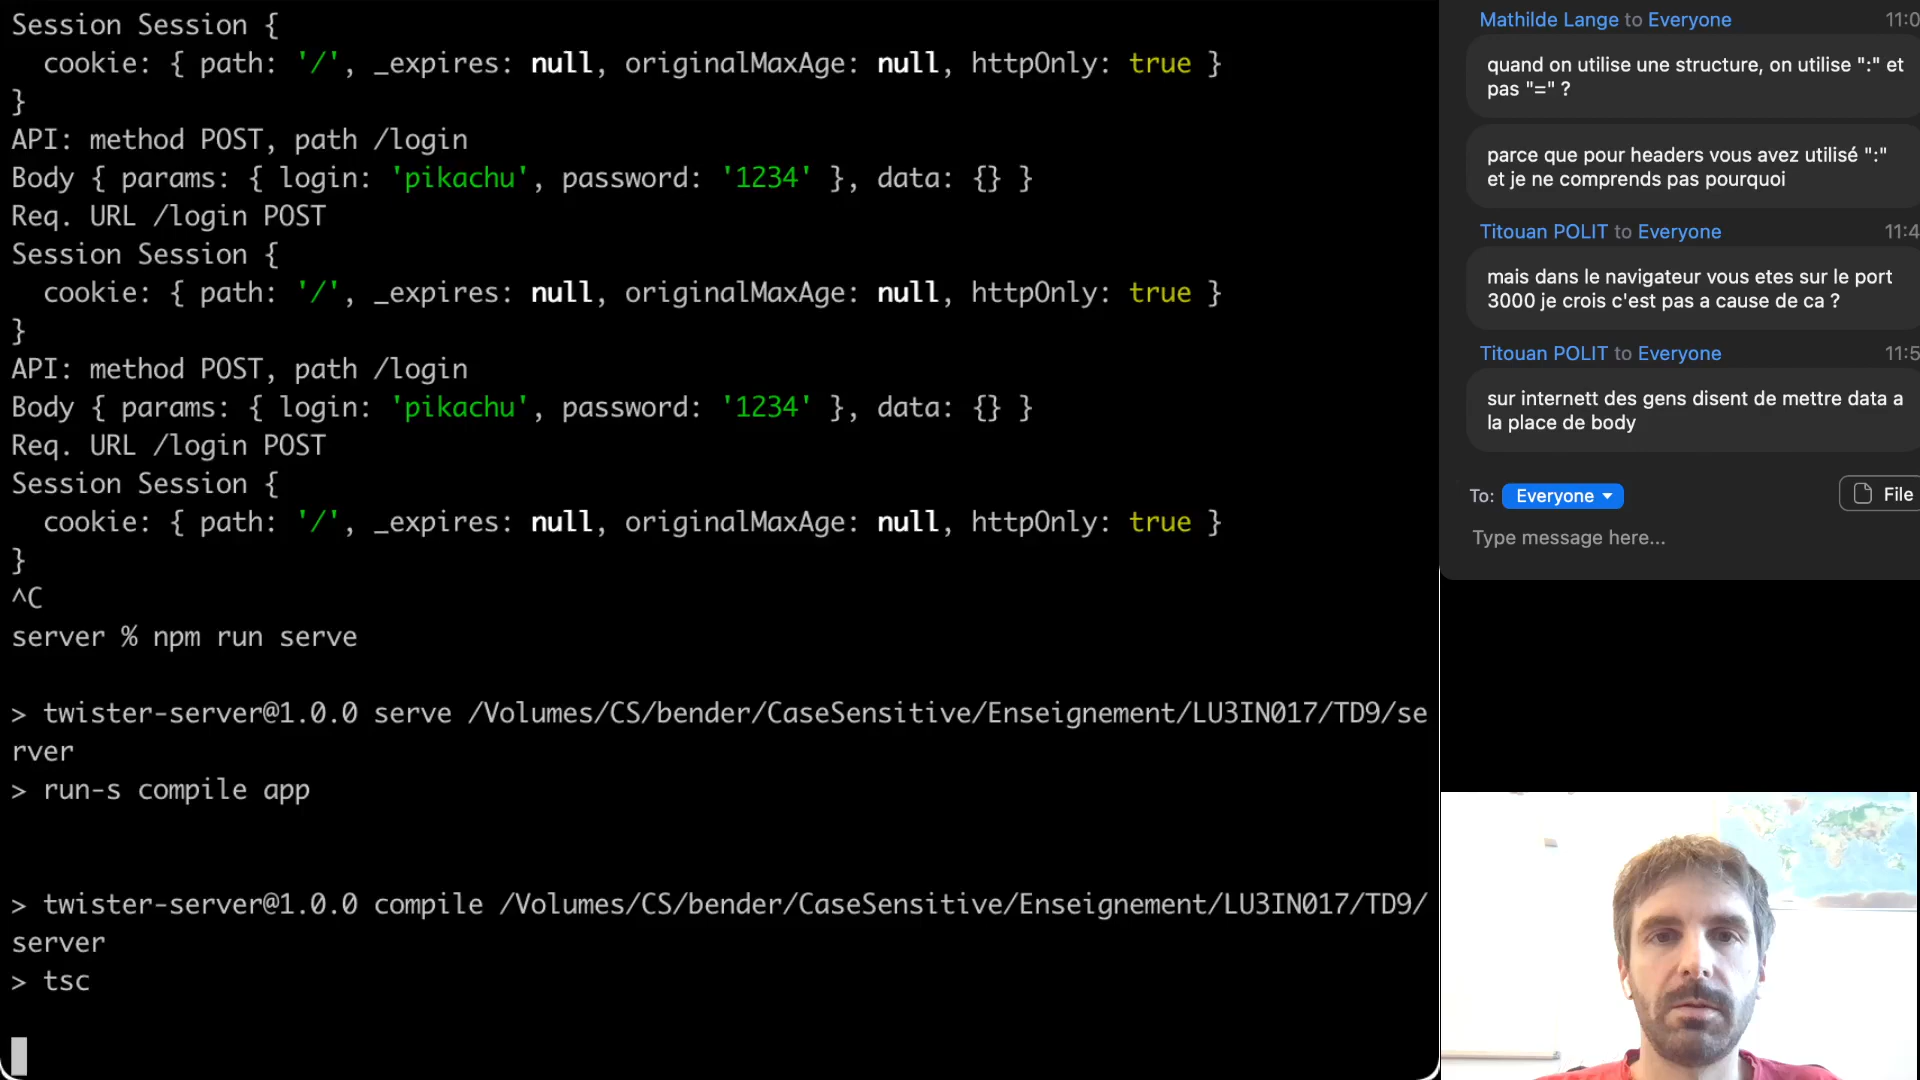 Session Session {
cookie: { path: '/', _expires: null, originalMaxAge: null, httpOnly: true }
}
API: method POST, path /login
Body { params: { login: 'pikachu', password: '1234' }, data: {} }
Req. URL /login POST
Session Session {
cookie: { path: '/', _expires: null, originalMaxAge: null, httpOnly: true }
}
API: method POST, path /login
Body { params: { login: 'pikachu', password: '1234' }, data: {} }
Req. URL /login POST
Session Session {
cookie: { path: '/', _expires: null, originalMaxAge: null, httpOnly: true }
}
^C
server % npm run serve
> twister-server@1.0.0 serve /Volumes/CS/bender/CaseSensitive/Enseignement/LU3IN017/TD9/se
rver
> run-s compile app
> twister-server@1.0.0 compile /Volumes/CS/bender/CaseSensitive/Enseignement/LU3IN017/TD9/
server
> tsc
Mathilde Lange to Everyone 11:0
quand on utilise une structure, on utilise ":" et
pas "=" ?
parce que pour headers vous avez utilisé ":"
et je ne comprends pas pourquoi
Titouan POLIT to Everyone 11:4
mais dans le navigateur vous etes sur le port
3000 je crois c'est pas a cause de ca ?
Titouan POLIT to Everyone 11:5
sur internett des gens disent de mettre data a
la place de body
To: Everyone File
Type message here...